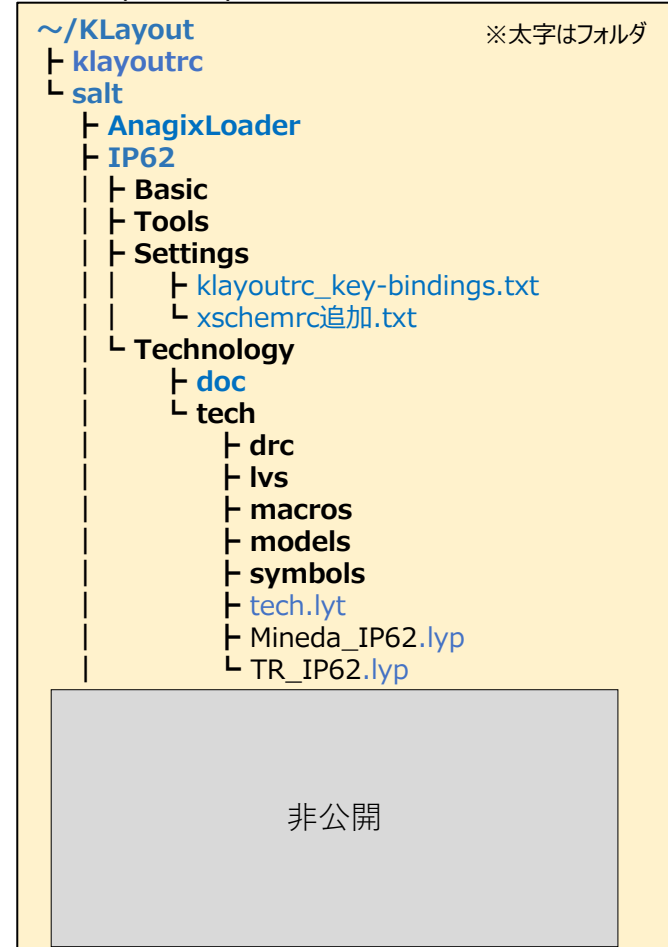 ～/KLayout ※太字はフォルダ
┣ klayoutrc
┗ salt
┣ AnagixLoader
┣ IP62
| ┣ Basic
| ┣ Tools
| ┣ Settings
| | ┣ klayoutrc_key-bindings.txt
| | ┗ xschemrc追加.txt
| ┗ Technology
| ┣ doc
| ┗ tech
| ┣ drc
| ┣ lvs
| ┣ macros
| ┣ models
| ┣ symbols
| ┣ tech.lyt
| ┣ Mineda_IP62.lyp
| ┗ TR_IP62.lyp
非公開